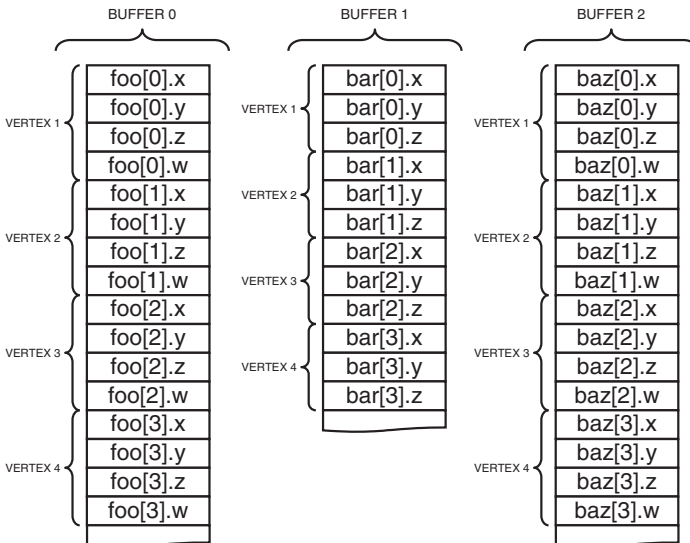 BUFFER 0
VERTEX 1
foo[0].x
foo[0].y
foo[0].z
foo[0].w
VERTEX 2
foo[1].x
foo[1].y
foo[1].z
foo[1].w
VERTEX 3
foo[2].x
foo[2].y
foo[2].z
foo[2].w
VERTEX 4
foo[3].x
foo[3].y
foo[3].z
foo[3].w
BUFFER 1
VERTEX 1
bar[0].x
bar[0].y
bar[0].z
VERTEX 2
bar[1].x
bar[1].y
bar[1].z
VERTEX 3
bar[2].x
bar[2].y
bar[2].z
VERTEX 4
bar[3].x
bar[3].y
bar[3].z
BUFFER 2
VERTEX 1
baz[0].x
baz[0].y
baz[0].z
baz[0].w
VERTEX 2
baz[1].x
baz[1].y
baz[1].z
baz[1].w
VERTEX 3
baz[2].x
baz[2].y
baz[2].z
baz[2].w
VERTEX 4
baz[3].x
baz[3].y
baz[3].z
baz[3].w